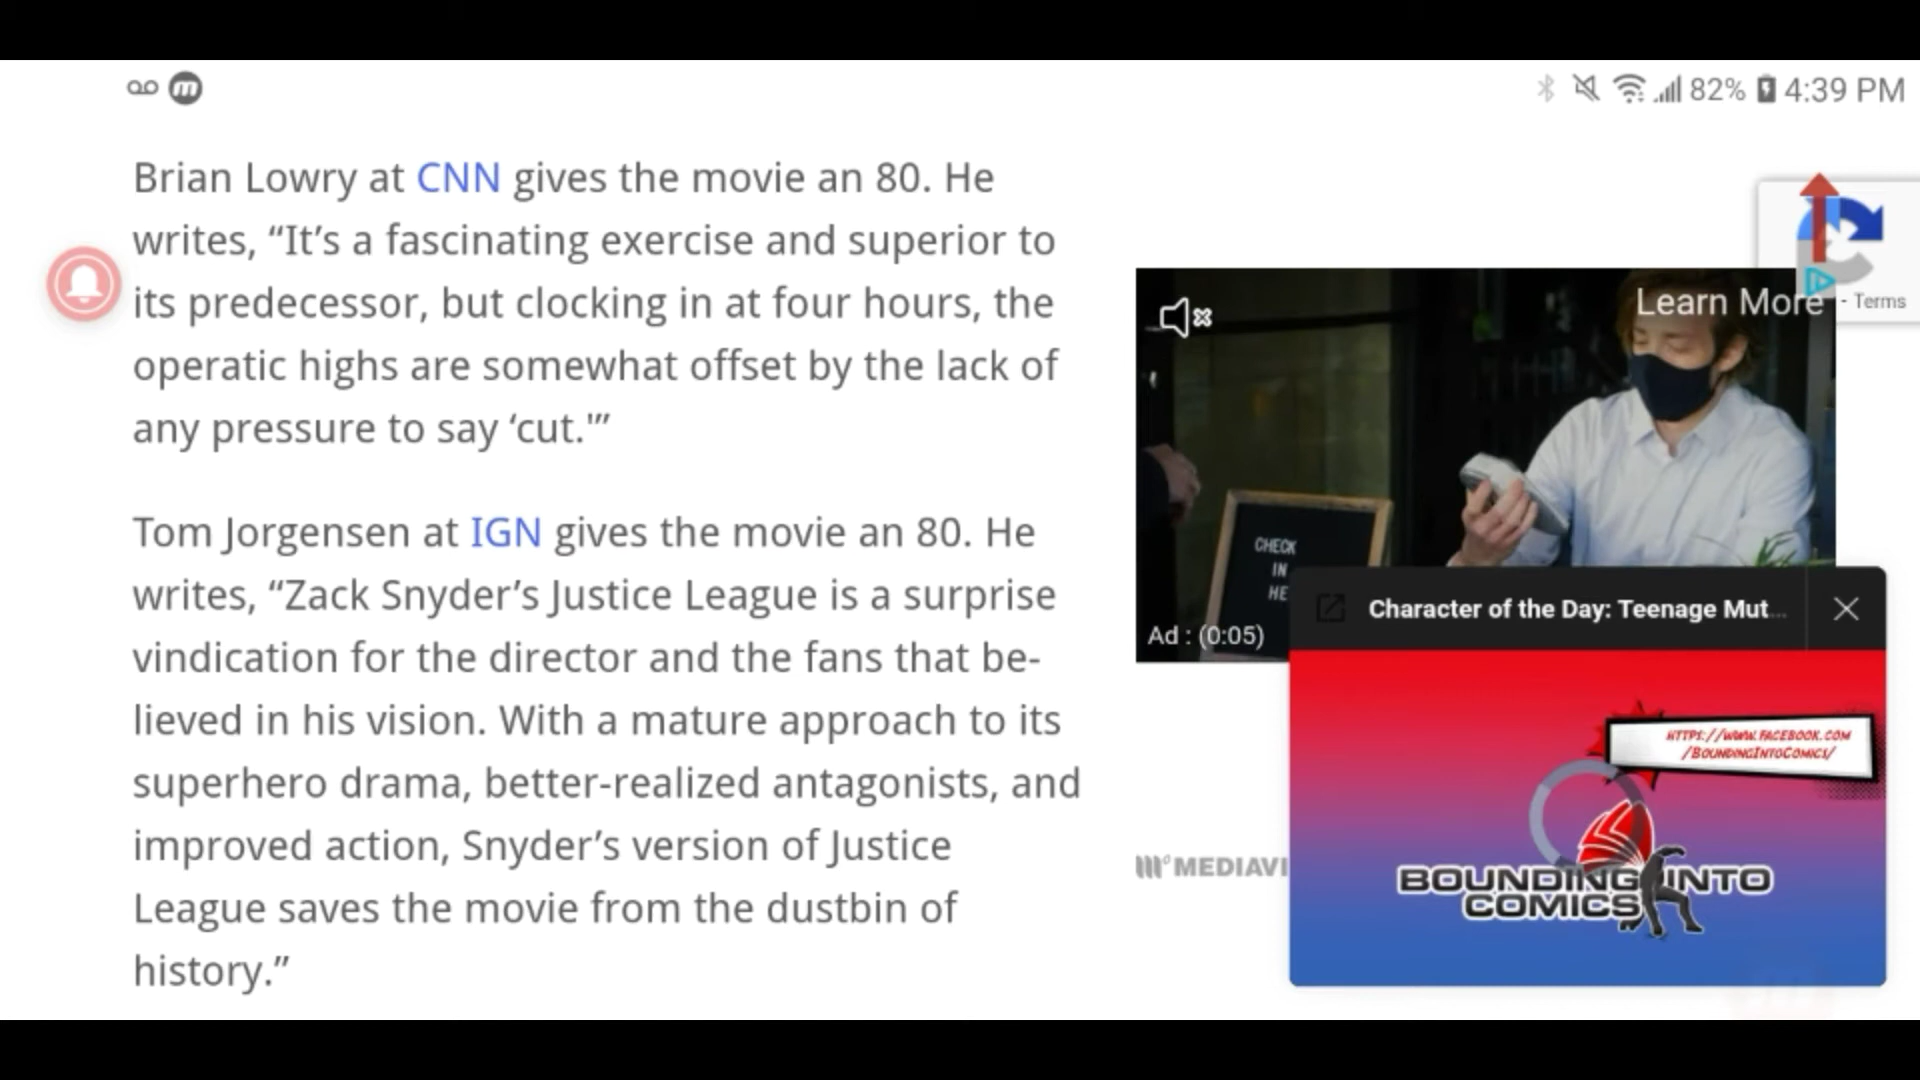 82% 4:39 PM
Brian Lowry at CNN gives the movie an 80. He
writes, “It’s a fascinating exercise and superior to
its predecessor, but clocking in at four hours, the
operatic highs are somewhat offset by the lack of
any pressure to say ‘cut.'”
Tom Jorgensen at IGN gives the movie an 80. He
writes, “Zack Snyder’s Justice League is a surprise
vindication for the director and the fans that be-
lieved in his vision. With a mature approach to its
superhero drama, better-realized antagonists, and
improved action, Snyder’s version of Justice
League saves the movie from the dustbin of
history.”
- Terms
Learn More
CHECK
IN
HE
Ad : (0:05)
Character of the Day: Teenage Mut...
HTTPS://WWW.FACEBOOK.COM
/BOUNDINGINTOCOMICS/
BOUNDING INTO
COMICS
MEDIAVI